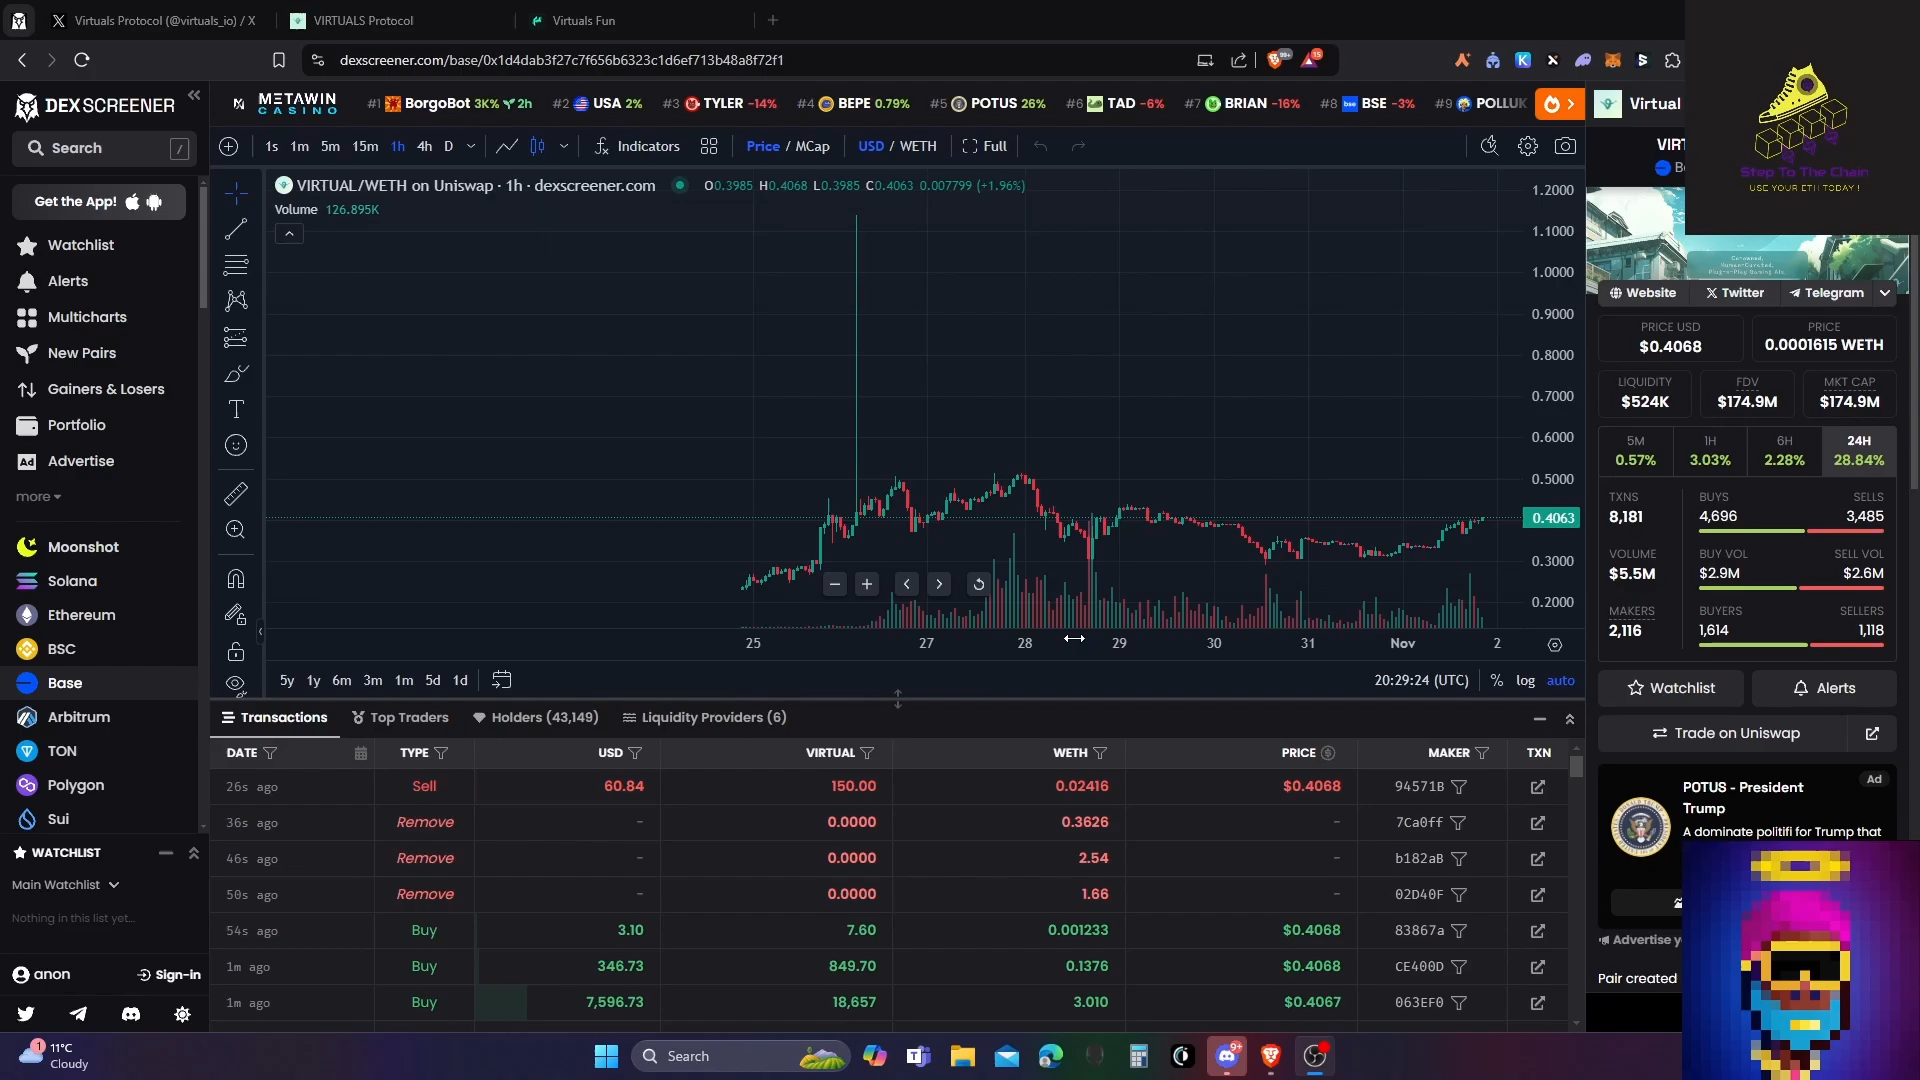 Virtuals Protocol (@virtuals_io) / X
VIRTUALS Protocol
Virtuals Fun
dexscreener.com/base/0x1d4dab3f27c7f656b6323c1d6ef713b48a8f72f1
99+
15
DEXSCREENER
METAWIN CASINO
#1 BorgoBot 3K% 2h
#2 USA 2%
#3 TYLER -14%
#4 BEPE 0.79%
#5 POTUS 26%
#6 TAD -6%
#7 BRIAN -16%
#8 BSE -3%
#9 POLLUK
Virtual
Step To The Chain
USE YOUR ETH TODAY !
Search /
1s 1m 5m 15m 1h 4h D
Indicators
Price / MCap
USD / WETH
Full
Get the App!
Watchlist
Alerts
Multicharts
New Pairs
Gainers & Losers
Portfolio
Ad Advertise
more
Moonshot
Solana
Ethereum
BSC
Base
Arbitrum
TON
Polygon
Sui
WATCHLIST
Main Watchlist
Nothing in this list yet...
anon
Sign-in
VIRTUAL/WETH on Uniswap · 1h · dexscreener.com
O0.3985 H0.4068 L0.3985 C0.4063 0.007799 (+1.96%)
Volume 126.895K
1.2000
1.1000
1.0000
0.9000
0.8000
0.7000
0.6000
0.5000
0.4063
0.3000
0.2000
25 27 28 29 30 31 Nov 2
5y 1y 6m 3m 1m 5d 1d
20:29:24 (UTC) % log auto
Transactions
Top Traders
Holders (43,149)
Liquidity Providers (6)
DATE TYPE USD VIRTUAL WETH PRICE MAKER TXN
26s ago Sell 60.84 150.00 0.02416 $0.4068 94571B
36s ago Remove - 0.0000 0.3626 - 7Ca0ff
46s ago Remove - 0.0000 2.54 - b182aB
50s ago Remove - 0.0000 1.66 - 02D40F
54s ago Buy 3.10 7.60 0.001233 $0.4068 83867a
1m ago Buy 346.73 849.70 0.1376 $0.4068 CE400D
1m ago Buy 7,596.73 18,657 3.010 $0.4067 063EF0
Website Twitter Telegram
PRICE USD
$0.4068
PRICE
0.0001615 WETH
LIQUIDITY
$524K
FDV
$174.9M
MKT CAP
$174.9M
5M 1H 6H 24H
0.57% 3.03% 2.28% 28.84%
TXNS BUYS SELLS
8,181 4,696 3,485
VOLUME BUY VOL SELL VOL
$5.5M $2.9M $2.6M
MAKERS BUYERS SELLERS
2,116 1,614 1,118
Watchlist
Alerts
Trade on Uniswap
POTUS - President Trump
Ad
A dominate politifi for Trump that
Advertise y
Pair created
11°C
Cloudy
1
Search
9+